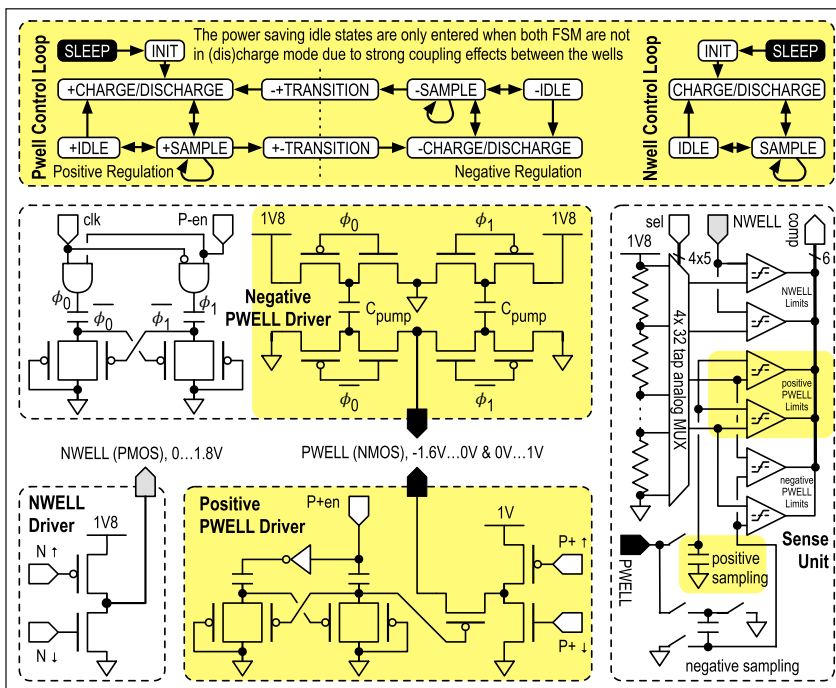 The power saving idle states are only entered when both FSM are not
in (dis)charge mode due to strong coupling effects between the wells
Pwell Control Loop
SLEEP
INIT
+CHARGE/DISCHARGE
-+TRANSITION
-SAMPLE
-IDLE
+IDLE
+SAMPLE
+-TRANSITION
-CHARGE/DISCHARGE
Positive Regulation
Negative Regulation
Nwell Control Loop
INIT
SLEEP
CHARGE/DISCHARGE
IDLE
SAMPLE
clk
P-en
ϕ0
ϕ0
ϕ1
ϕ1
1V8
ϕ0
ϕ1
1V8
Negative
PWELL Driver
Cpump
Cpump
ϕ0
ϕ1
NWELL (PMOS), 0...1.8V
PWELL (NMOS), -1.6V...0V & 0V...1V
NWELL
Driver
1V8
N ↑
N ↓
Positive
PWELL Driver
P+en
1V
P+ ↑
P+ ↓
sel
NWELL
comp
1V8
4x5
6
4x 32 tap analog MUX
NWELL
Limits
positive
PWELL
Limits
negative
PWELL
Limits
Sense
Unit
PWELL
positive
sampling
negative sampling